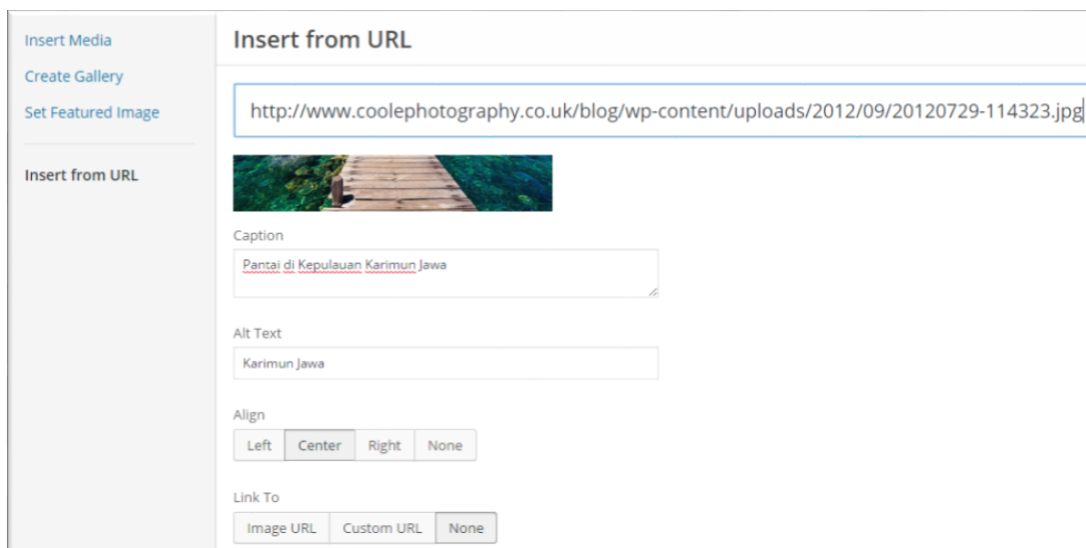 Insert Media
Create Gallery
Set Featured Image
Insert from URL
Insert from URL
http://www.coolephotography.co.uk/blog/wp-content/uploads/2012/09/20120729-114323.jpg
Caption
Pantai di Kepulauan Karimun Jawa
Alt Text
Karimun Jawa
Align
Left Center Right None
Link To
Image URL Custom URL None